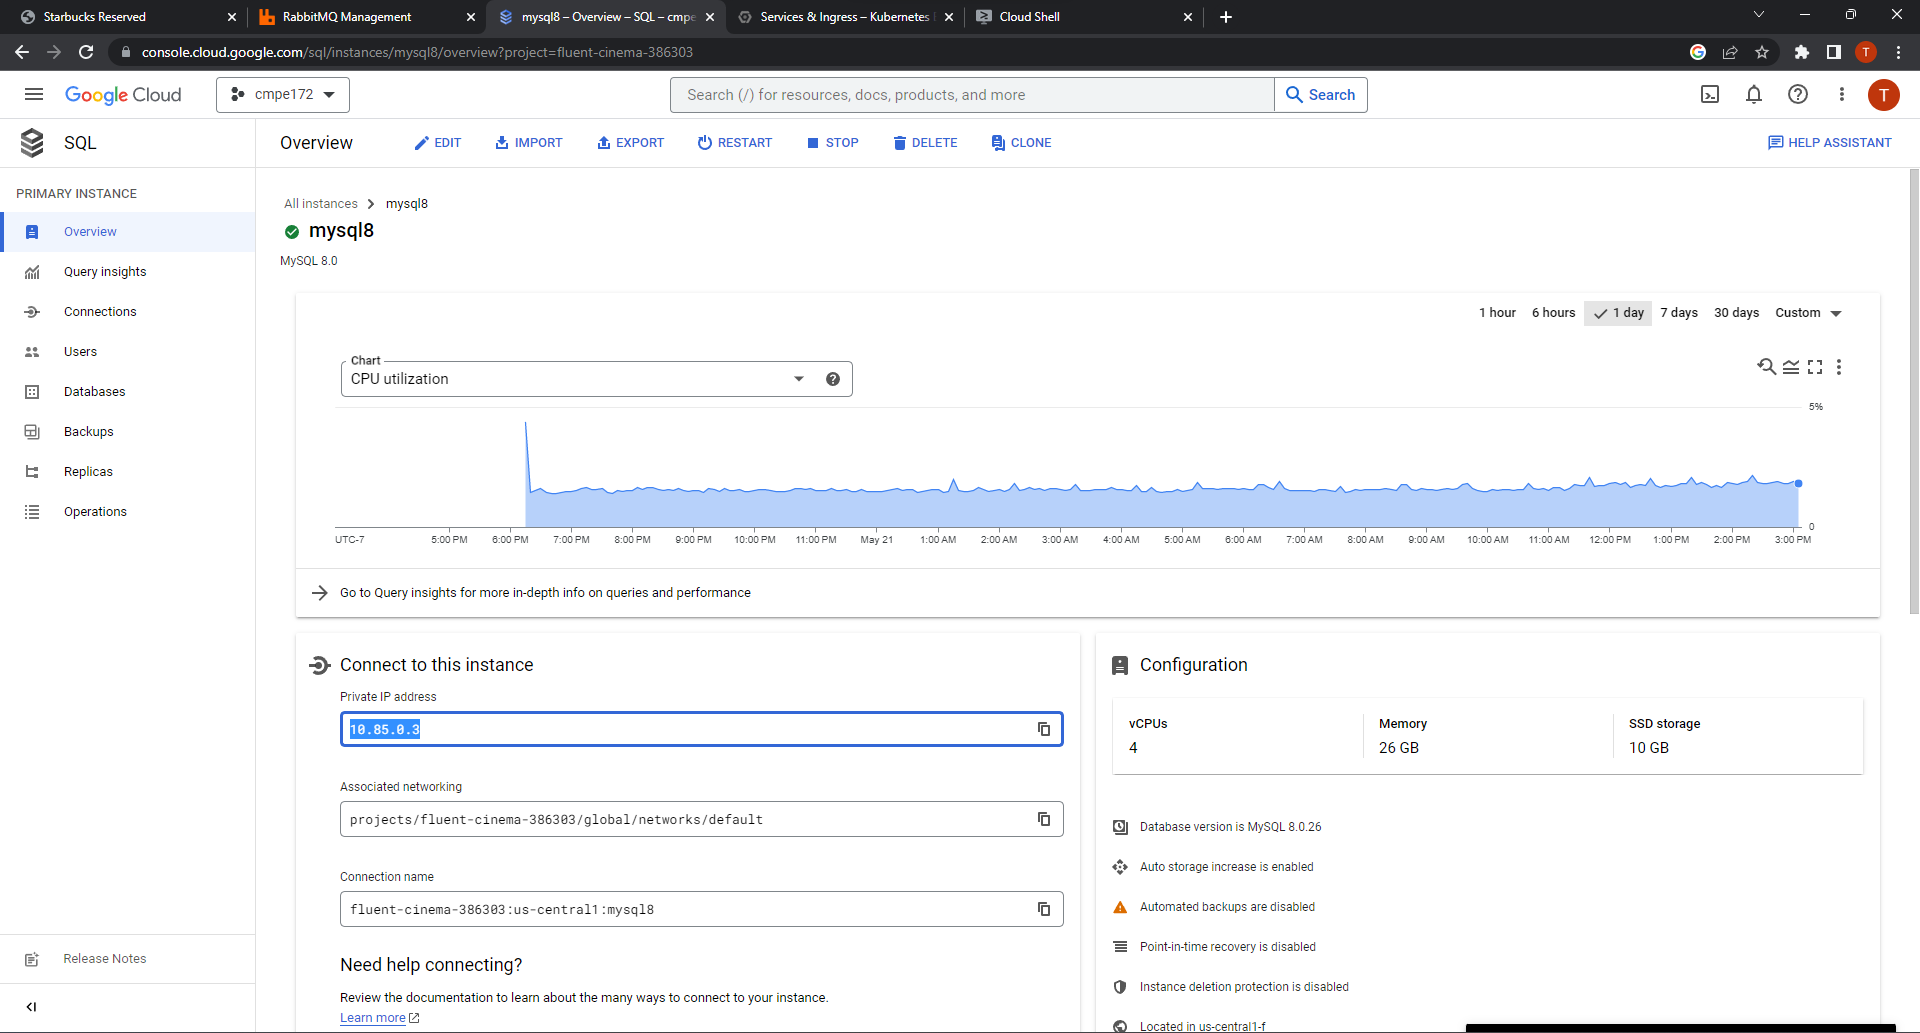 Starbucks Reserved
RabbitMQ Management
mysql8 – Overview – SQL – cmpe
Services & Ingress – Kubernetes
Cloud Shell
console.cloud.google.com/sql/instances/mysql8/overview?project=fluent-cinema-386303
T
Google Cloud
cmpe172
Search (/) for resources, docs, products, and more
Search
T
SQL
Overview
EDIT
IMPORT
EXPORT
RESTART
STOP
DELETE
CLONE
HELP ASSISTANT
PRIMARY INSTANCE
Overview
Query insights
Connections
Users
Databases
Backups
Replicas
Operations
Release Notes
All instances
mysql8
mysql8
MySQL 8.0
1 hour
6 hours
1 day
7 days
30 days
Custom
Chart
CPU utilization
5%
0
UTC-7
5:00 PM
6:00 PM
7:00 PM
8:00 PM
9:00 PM
10:00 PM
11:00 PM
May 21
1:00 AM
2:00 AM
3:00 AM
4:00 AM
5:00 AM
6:00 AM
7:00 AM
8:00 AM
9:00 AM
10:00 AM
11:00 AM
12:00 PM
1:00 PM
2:00 PM
3:00 PM
Go to Query insights for more in-depth info on queries and performance
Connect to this instance
Private IP address
10.85.0.3
Associated networking
projects/fluent-cinema-386303/global/networks/default
Connection name
fluent-cinema-386303:us-central1:mysql8
Need help connecting?
Review the documentation to learn about the many ways to connect to your instance.
Learn more
Configuration
vCPUs
4
Memory
26 GB
SSD storage
10 GB
Database version is MySQL 8.0.26
Auto storage increase is enabled
Automated backups are disabled
Point-in-time recovery is disabled
Instance deletion protection is disabled
Located in us-central1-f